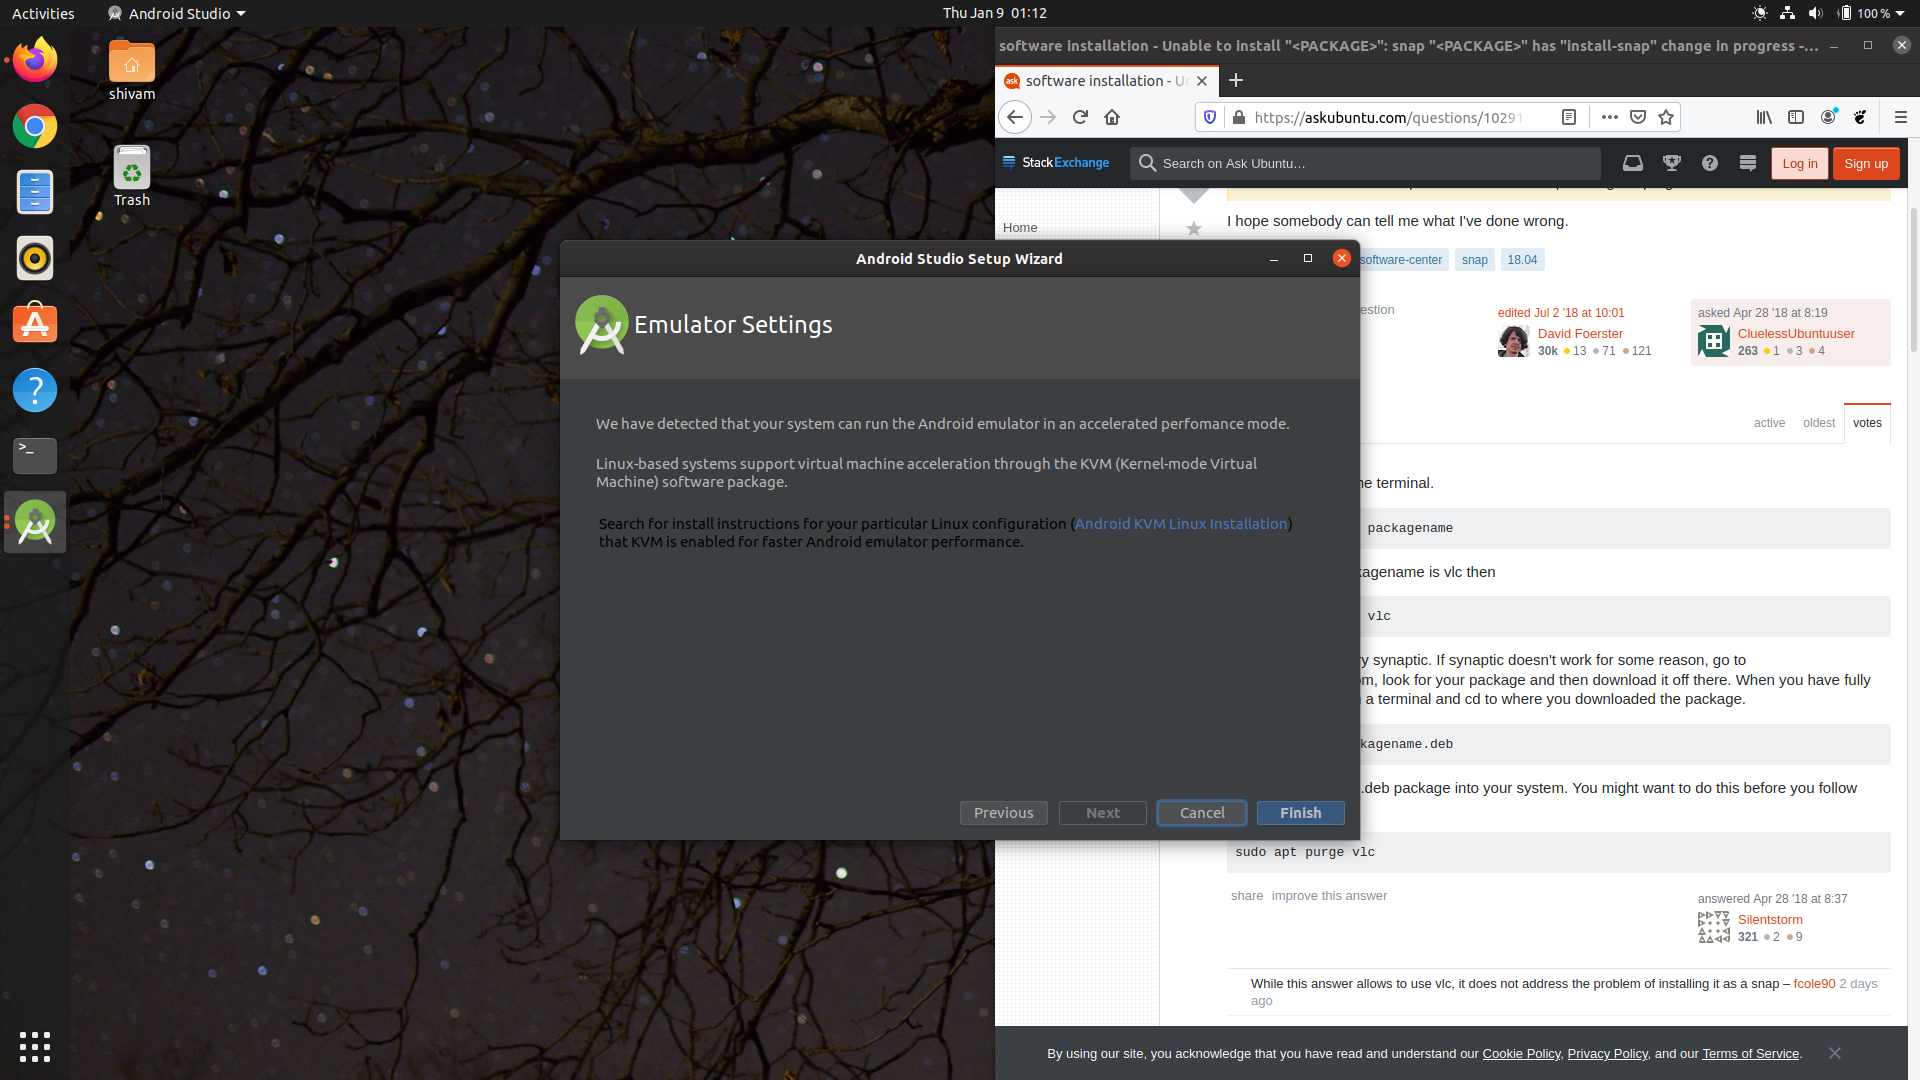 Activities
Android Studio
Thu Jan 9 01:12
100 %
shivam
Trash
software installation - Unable to install "<PACKAGE>": snap "<PACKAGE>" has "install-snap" change in progress -...
software installation - Un
https://askubuntu.com/questions/10291
StackExchange
Search on Ask Ubuntu…
Log in
Sign up
Home
I hope somebody can tell me what I've done wrong.
software-center
snap
18.04
estion
edited Jul 2 '18 at 10:01
David Foerster
30k 13 71 121
asked Apr 28 '18 at 8:19
CluelessUbuntuuser
263 1 3 4
active
oldest
votes
Android Studio Setup Wizard
Emulator Settings
We have detected that your system can run the Android emulator in an accelerated perfomance mode.
Linux-based systems support virtual machine acceleration through the KVM (Kernel-mode Virtual
Machine) software package.
Search for install instructions for your particular Linux configuration (Android KVM Linux Installation)
that KVM is enabled for faster Android emulator performance.
Previous
Next
Cancel
Finish
e terminal.
packagename
kagename is vlc then
vlc
y synaptic. If synaptic doesn't work for some reason, go to
m, look for your package and then download it off there. When you have fully
a terminal and cd to where you downloaded the package.
kagename.deb
.deb package into your system. You might want to do this before you follow
sudo apt purge vlc
share improve this answer
answered Apr 28 '18 at 8:37
Silentstorm
321 2 9
While this answer allows to use vlc, it does not address the problem of installing it as a snap – fcole90 2 days
ago
By using our site, you acknowledge that you have read and understand our Cookie Policy, Privacy Policy, and our Terms of Service.